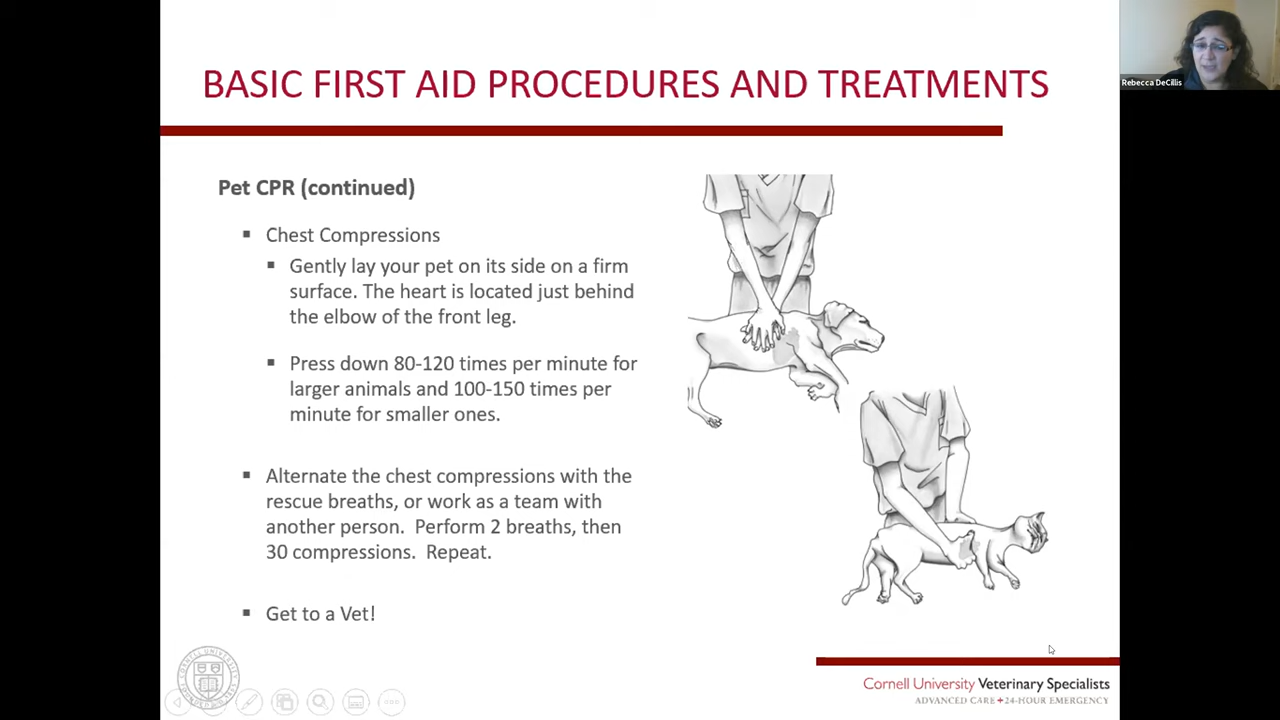 BASIC FIRST AID PROCEDURES AND TREATMENTS
Rebecca DeCillis
Pet CPR (continued)
Chest Compressions
Gently lay your pet on its side on a firm
surface. The heart is located just behind
the elbow of the front leg.
Press down 80-120 times per minute for
larger animals and 100-150 times per
minute for smaller ones.
Alternate the chest compressions with the
rescue breaths, or work as a team with
another person. Perform 2 breaths, then
30 compressions. Repeat.
Get to a Vet!
Cornell University Veterinary Specialists
ADVANCED CARE+24-HOUR EMERGENCY